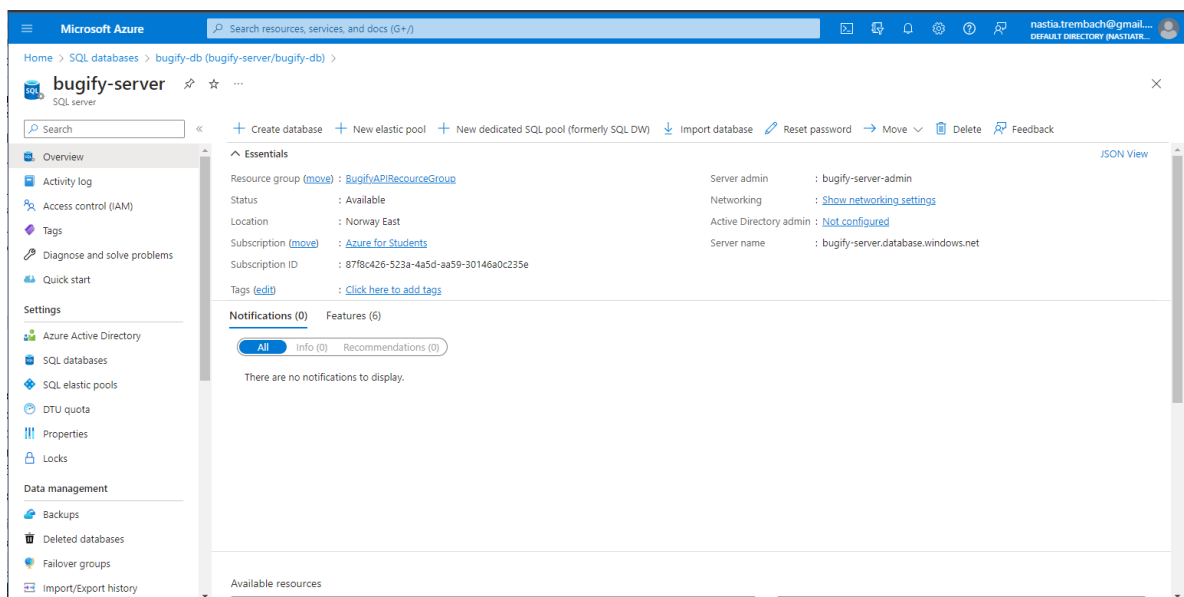 Microsoft Azure
Search resources, services, and docs (G+/)
nastia.trembach@gmail....
DEFAULT DIRECTORY (NASTIATR...
Home > SQL databases > bugify-db (bugify-server/bugify-db) >
SQL
bugify-server
SQL server
Search
Overview
Activity log
Access control (IAM)
Tags
Diagnose and solve problems
Quick start
Settings
Azure Active Directory
SQL databases
SQL elastic pools
DTU quota
Properties
Locks
Data management
Backups
Deleted databases
Failover groups
Import/Export history
Create database New elastic pool New dedicated SQL pool (formerly SQL DW) Import database Reset password Move Delete Feedback
Essentials
JSON View
Resource group (move) : BugifyAPIRecourceGroup
Status : Available
Location : Norway East
Subscription (move) : Azure for Students
Subscription ID : 87f8c426-523a-4a5d-aa59-30146a0c235e
Tags (edit) : Click here to add tags
Server admin : bugify-server-admin
Networking : Show networking settings
Active Directory admin : Not configured
Server name : bugify-server.database.windows.net
Notifications (0) Features (6)
All Info (0) Recommendations (0)
There are no notifications to display.
Available resources